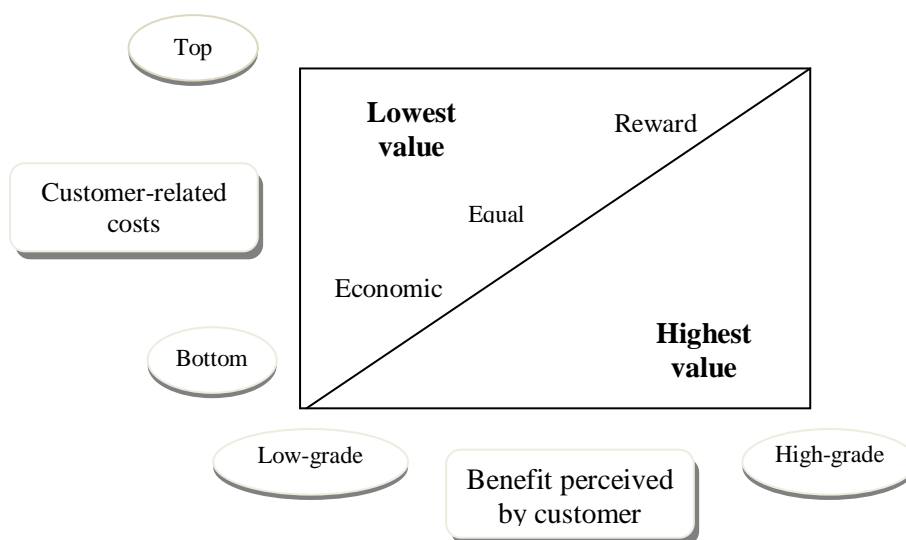 Top
Lowest
value
Reward
Customer-related
costs
Equal
Economic
Highest
value
Bottom
Low-grade
High-grade
Benefit perceived
by customer